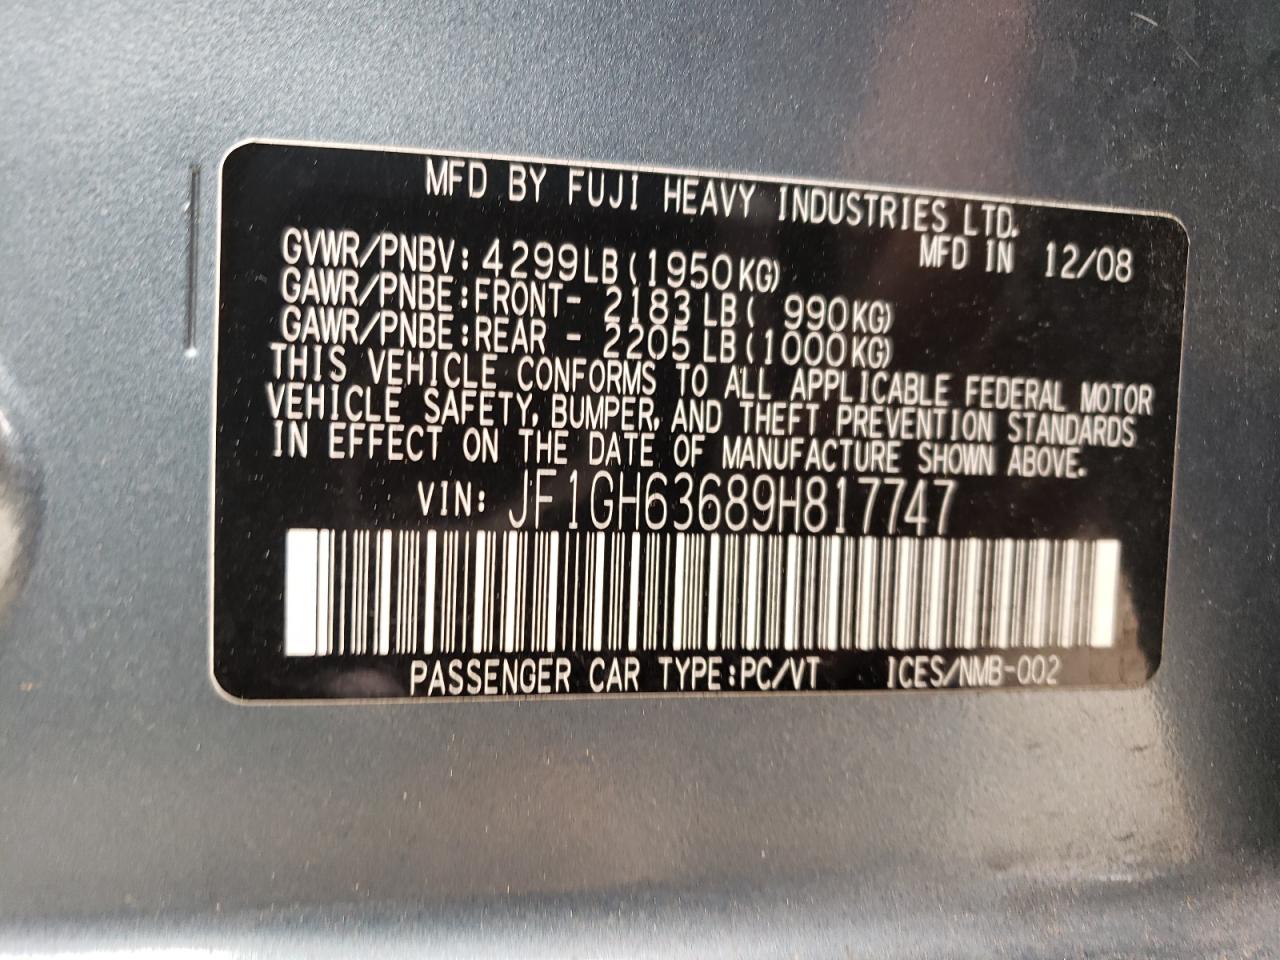 MFD BY FUJI HEAVY INDUSTRIES LTD.
MFD IN 12/08
GVWR/PNBV: 4299LB(1950KG)
GAWR/PNBE:FRONT- 2183LB( 990KG)
GAWR/PNBE:REAR - 2205LB(1000KG)
THIS VEHICLE CONFORMS TO ALL APPLICABLE FEDERAL MOTOR
VEHICLE SAFETY, BUMPER, AND THEFT PREVENTION STANDARDS
IN EFFECT ON THE DATE OF MANUFACTURE SHOWN ABOVE.
VIN: JF1GH63689H817747
PASSENGER CAR TYPE:PC/VT ICES/NMB-002